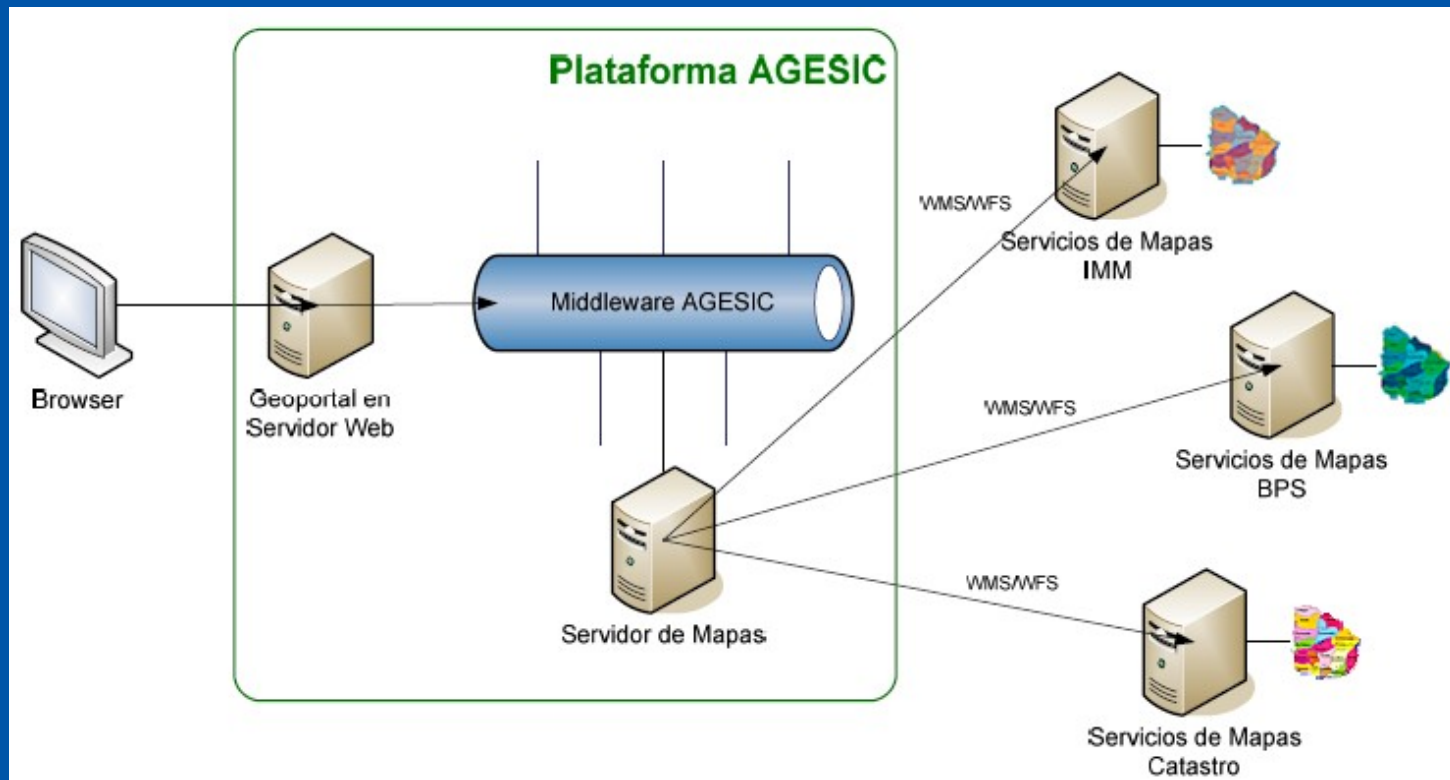 Plataforma AGESIC
WMS/WFS
Servicios de Mapas
IMM
Middleware AGESIC
Browser
Geoportal en
Servidor Web
WMS/WFS
Servicios de Mapas
BPS
WMS/WFS
Servidor de Mapas
Servicios de Mapas
Catastro